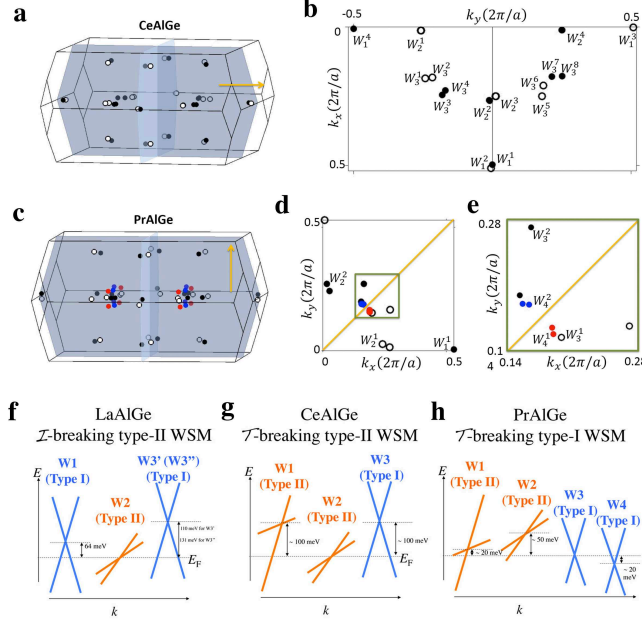 a
CeAlGe
b
k_y(2π/a)
-0.5
0.5
0
k_x(2π/a)
0.5
W_1^4
W_2^1
W_2^4
W_1^3
W_3^1
W_3^2
W_3^3
W_3^4
W_2^2
W_2^3
W_3^7
W_3^8
W_3^6
W_3^5
W_1^2
W_1^1
c
PrAlGe
d
0.5
k_y(2π/a)
W_2^2
W_2^1
W_1^1
0
0
k_x(2π/a)
0.5
e
0.28
k_y(2π/a)
W_3^2
W_4^2
W_4^1
W_3^1
0.1
4
0.14
k_x(2π/a)
0.28
f
LaAlGe
I-breaking type-II WSM
E
W1
(Type I)
W2
(Type II)
W3' (W3'')
(Type I)
64 meV
110 meV for W3'
131 meV for W3''
E_F
k
g
CeAlGe
T-breaking type-II WSM
E
W1
(Type II)
W2
(Type II)
W3
(Type I)
~ 100 meV
~ 100 meV
k
h
PrAlGe
T-breaking type-I WSM
E
W1
(Type II)
W2
(Type II)
W3
(Type I)
W4
(Type I)
~ 20 meV
~ 50 meV
~ 20
meV
k